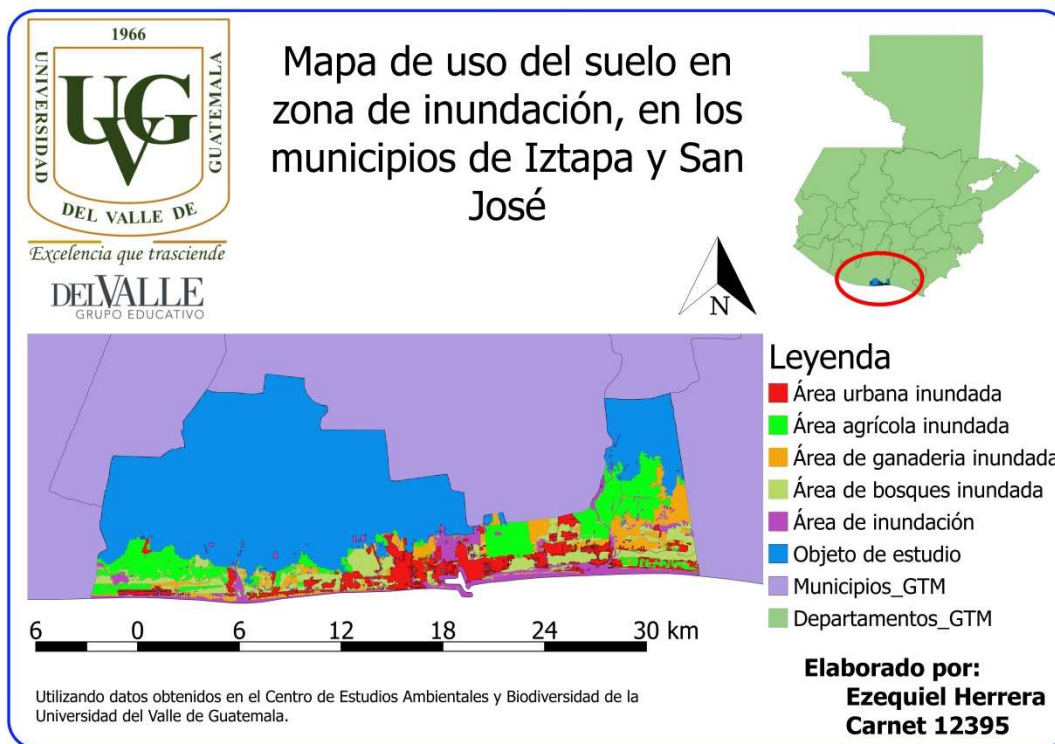 1966
UNIVERSIDAD
UVG
GUATEMALA
DEL VALLE DE
Excelencia que trasciende
DELVALLE
GRUPO EDUCATIVO
Mapa de uso del suelo en
zona de inundación, en los
municipios de Iztapa y San
José
N
Leyenda
Área urbana inundada
Área agrícola inundada
Área de ganaderia inundada
Área de bosques inundada
Área de inundación
Objeto de estudio
Municipios_GTM
Departamentos_GTM
6 0 6 12 18 24 30 km
Utilizando datos obtenidos en el Centro de Estudios Ambientales y Biodiversidad de la
Universidad del Valle de Guatemala.
Elaborado por:
Ezequiel Herrera
Carnet 12395